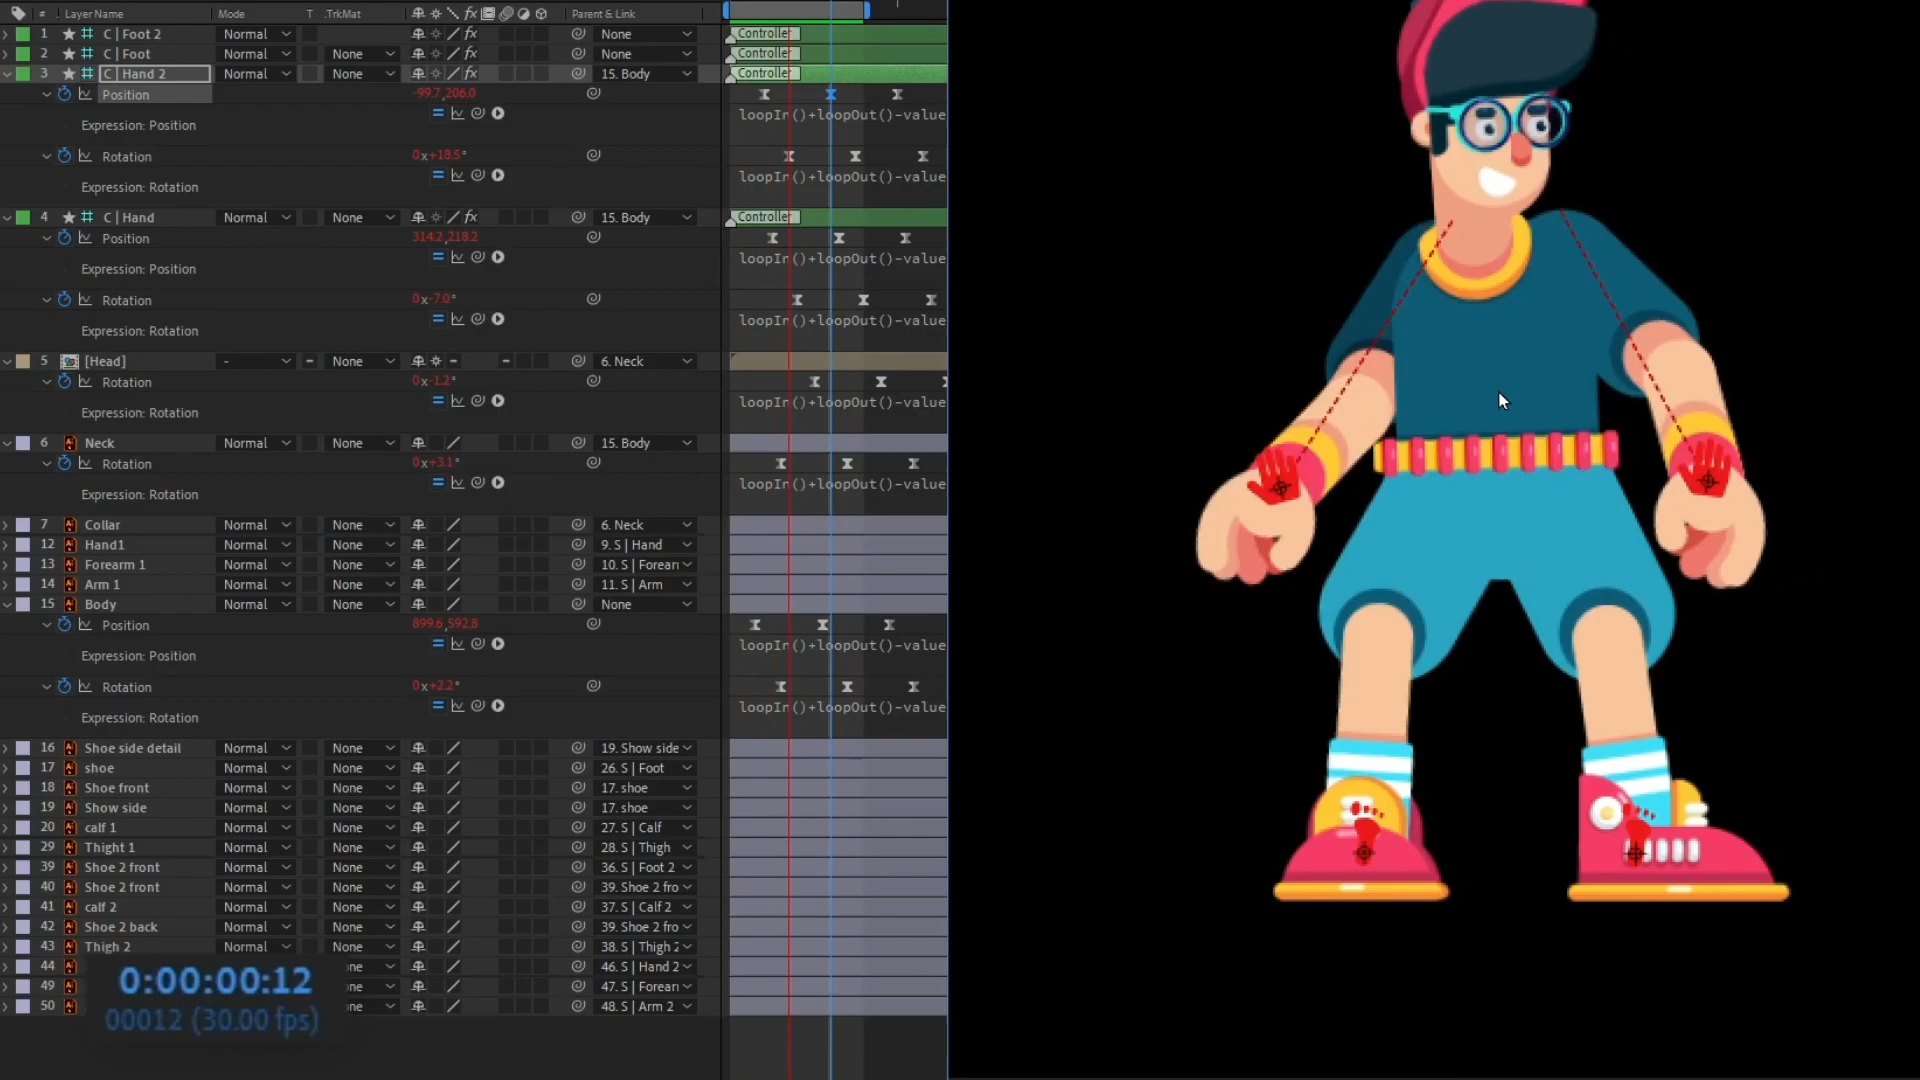 # Layer Name Mode T .TrkMat fx Parent & Link
1 C | Foot 2 Normal fx None Controller
2 C | Foot Normal None fx None Controller
3 C | Hand 2 Normal None fx 15. Body Controller
Position -99.7,206.0
loopIn()+loopOut()-value
Expression: Position
Rotation 0x+18.5°
loopIn()+loopOut()-value
Expression: Rotation
4 C | Hand Normal None fx 15. Body Controller
Position 314.2,218.2
loopIn()+loopOut()-value
Expression: Position
Rotation 0x-7.0°
loopIn()+loopOut()-value
Expression: Rotation
5 [Head] - None 6. Neck
Rotation 0x-1.2°
loopIn()+loopOut()-value
Expression: Rotation
6 Neck Normal None 15. Body
Rotation 0x+3.1°
loopIn()+loopOut()-value
Expression: Rotation
7 Collar Normal None 6. Neck
12 Hand1 Normal None 9. S | Hand
13 Forearm 1 Normal None 10. S | Forearm
14 Arm 1 Normal None 11. S | Arm
15 Body Normal None None
Position 899.6,592.8
loopIn()+loopOut()-value
Expression: Position
Rotation 0x+2.2°
loopIn()+loopOut()-value
Expression: Rotation
16 Shoe side detail Normal None 19. Show side
17 shoe Normal None 26. S | Foot
18 Shoe front Normal None 17. shoe
19 Show side Normal None 17. shoe
20 calf 1 Normal None 27. S | Calf
29 Thight 1 Normal None 28. S | Thigh
39 Shoe 2 front Normal None 36. S | Foot 2
40 Shoe 2 front Normal None 39. Shoe 2 fro
41 calf 2 Normal None 37. S | Calf 2
42 Shoe 2 back Normal None 39. Shoe 2 fro
43 Thigh 2 Normal None 38. S | Thigh 2
44 one 46. S | Hand 2
49 one 47. S | Forearm
50 one 48. S | Arm 2
0:00:00:12
00012 (30.00 fps)